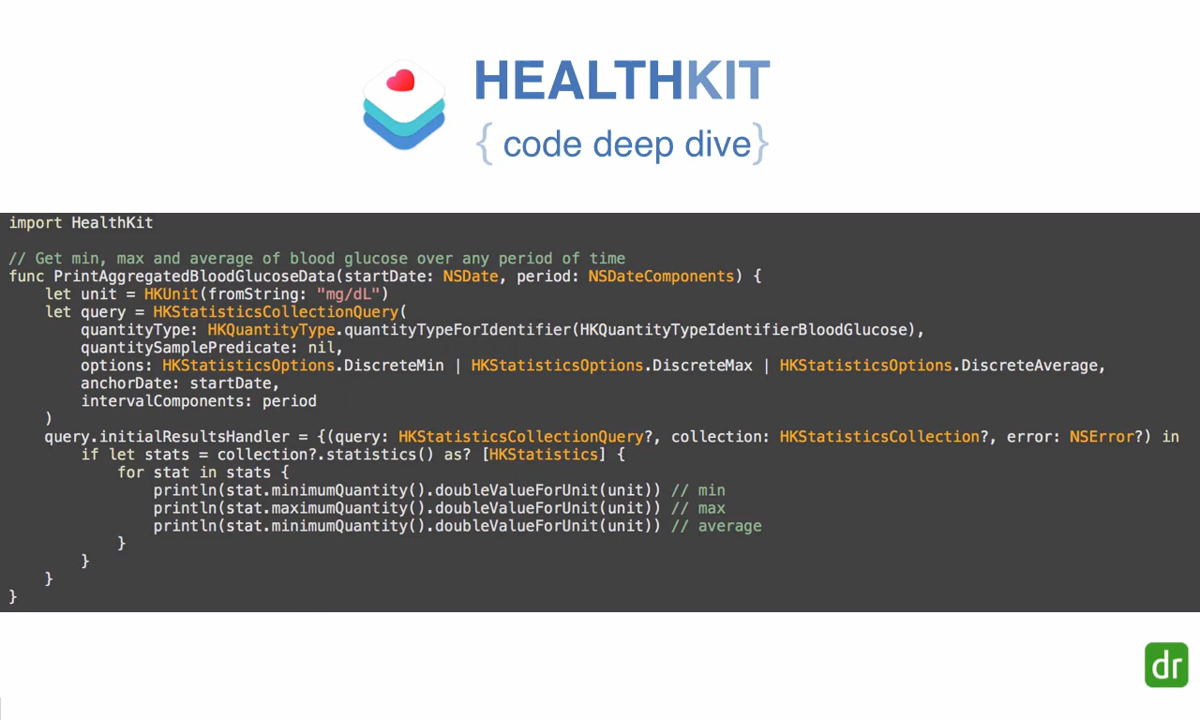 HEALTHKIT
{ code deep dive}
import HealthKit
// Get min, max and average of blood glucose over any period of time
func PrintAggregatedBloodGlucoseData(startDate: NSDate, period: NSDateComponents) {
    let unit = HKUnit(fromString: "mg/dL")
    let query = HKStatisticsCollectionQuery(
        quantityType: HKQuantityType.quantityTypeForIdentifier(HKQuantityTypeIdentifierBloodGlucose),
        quantitySamplePredicate: nil,
        options: HKStatisticsOptions.DiscreteMin | HKStatisticsOptions.DiscreteMax | HKStatisticsOptions.DiscreteAverage,
        anchorDate: startDate,
        intervalComponents: period
    )
    query.initialResultsHandler = {(query: HKStatisticsCollectionQuery?, collection: HKStatisticsCollection?, error: NSError?) in
        if let stats = collection?.statistics() as? [HKStatistics] {
            for stat in stats {
                println(stat.minimumQuantity().doubleValueForUnit(unit)) // min
                println(stat.maximumQuantity().doubleValueForUnit(unit)) // max
                println(stat.minimumQuantity().doubleValueForUnit(unit)) // average
            }
        }
    }
}
dr